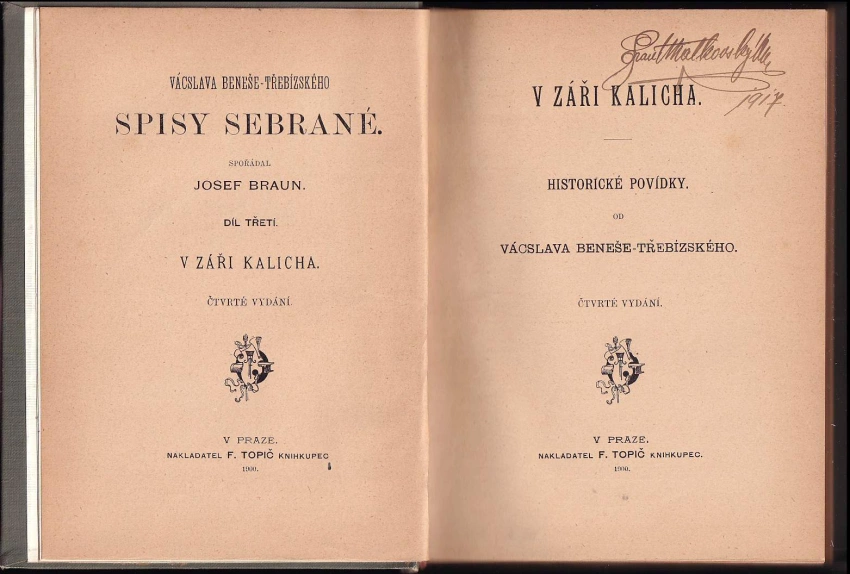 VÁCSLAVA BENEŠE-TŘEBÍZSKÉHO
SPISY SEBRANÉ.
SPOŘÁDAL
JOSEF BRAUN.
DÍL TŘETÍ.
V ZÁŘI KALICHA.
ČTVRTÉ VYDÁNÍ.
V PRAZE.
NAKLADATEL F. TOPIČ KNIHKUPEC
1900.
1917.
V ZÁŘI KALICHA.
HISTORICKÉ POVÍDKY.
OD
VÁCSLAVA BENEŠE-TŘEBÍZSKÉHO.
ČTVRTÉ VYDÁNÍ.
V PRAZE.
NAKLADATEL F. TOPIČ KNIHKUPEC.
1900.